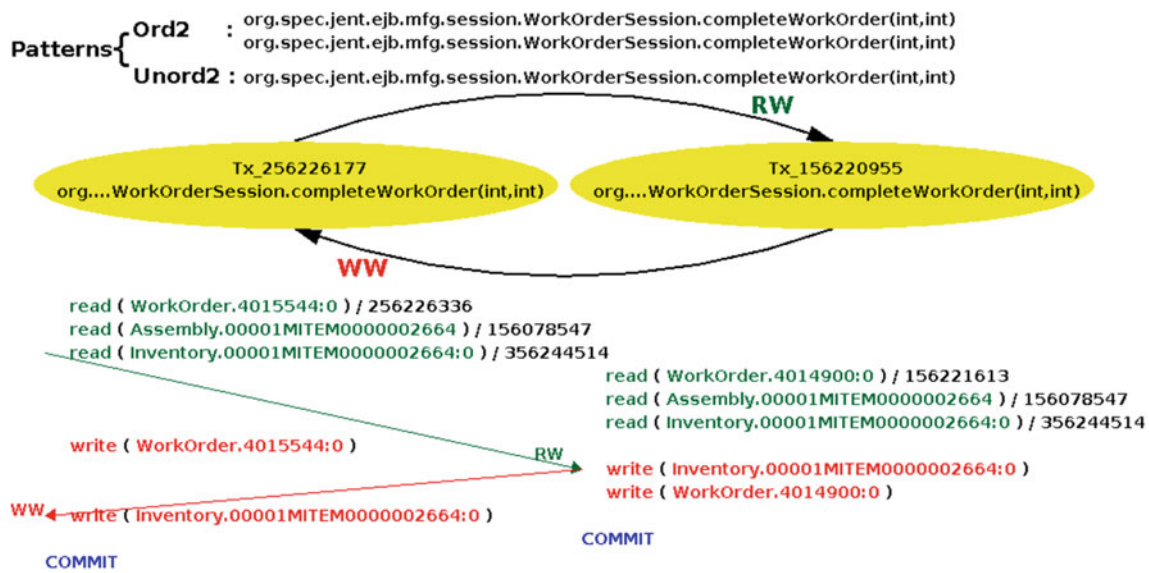 Patterns { Ord2 : org.spec.jent.ejb.mfg.session.WorkOrderSession.completeWorkOrder(int,int)
org.spec.jent.ejb.mfg.session.WorkOrderSession.completeWorkOrder(int,int)
Unord2 : org.spec.jent.ejb.mfg.session.WorkOrderSession.completeWorkOrder(int,int)
RW
Tx_256226177
org....WorkOrderSession.completeWorkOrder(int,int)
Tx_156220955
org....WorkOrderSession.completeWorkOrder(int,int)
WW
read ( WorkOrder.4015544:0 ) / 256226336
read ( Assembly.00001MITEM0000002664 ) / 156078547
read ( Inventory.00001MITEM0000002664:0 ) / 356244514
read ( WorkOrder.4014900:0 ) / 156221613
read ( Assembly.00001MITEM0000002664 ) / 156078547
read ( Inventory.00001MITEM0000002664:0 ) / 356244514
write ( WorkOrder.4015544:0 )
RW
write ( Inventory.00001MITEM0000002664:0 )
write ( WorkOrder.4014900:0 )
WW write ( Inventory.00001MITEM0000002664:0 )
COMMIT
COMMIT